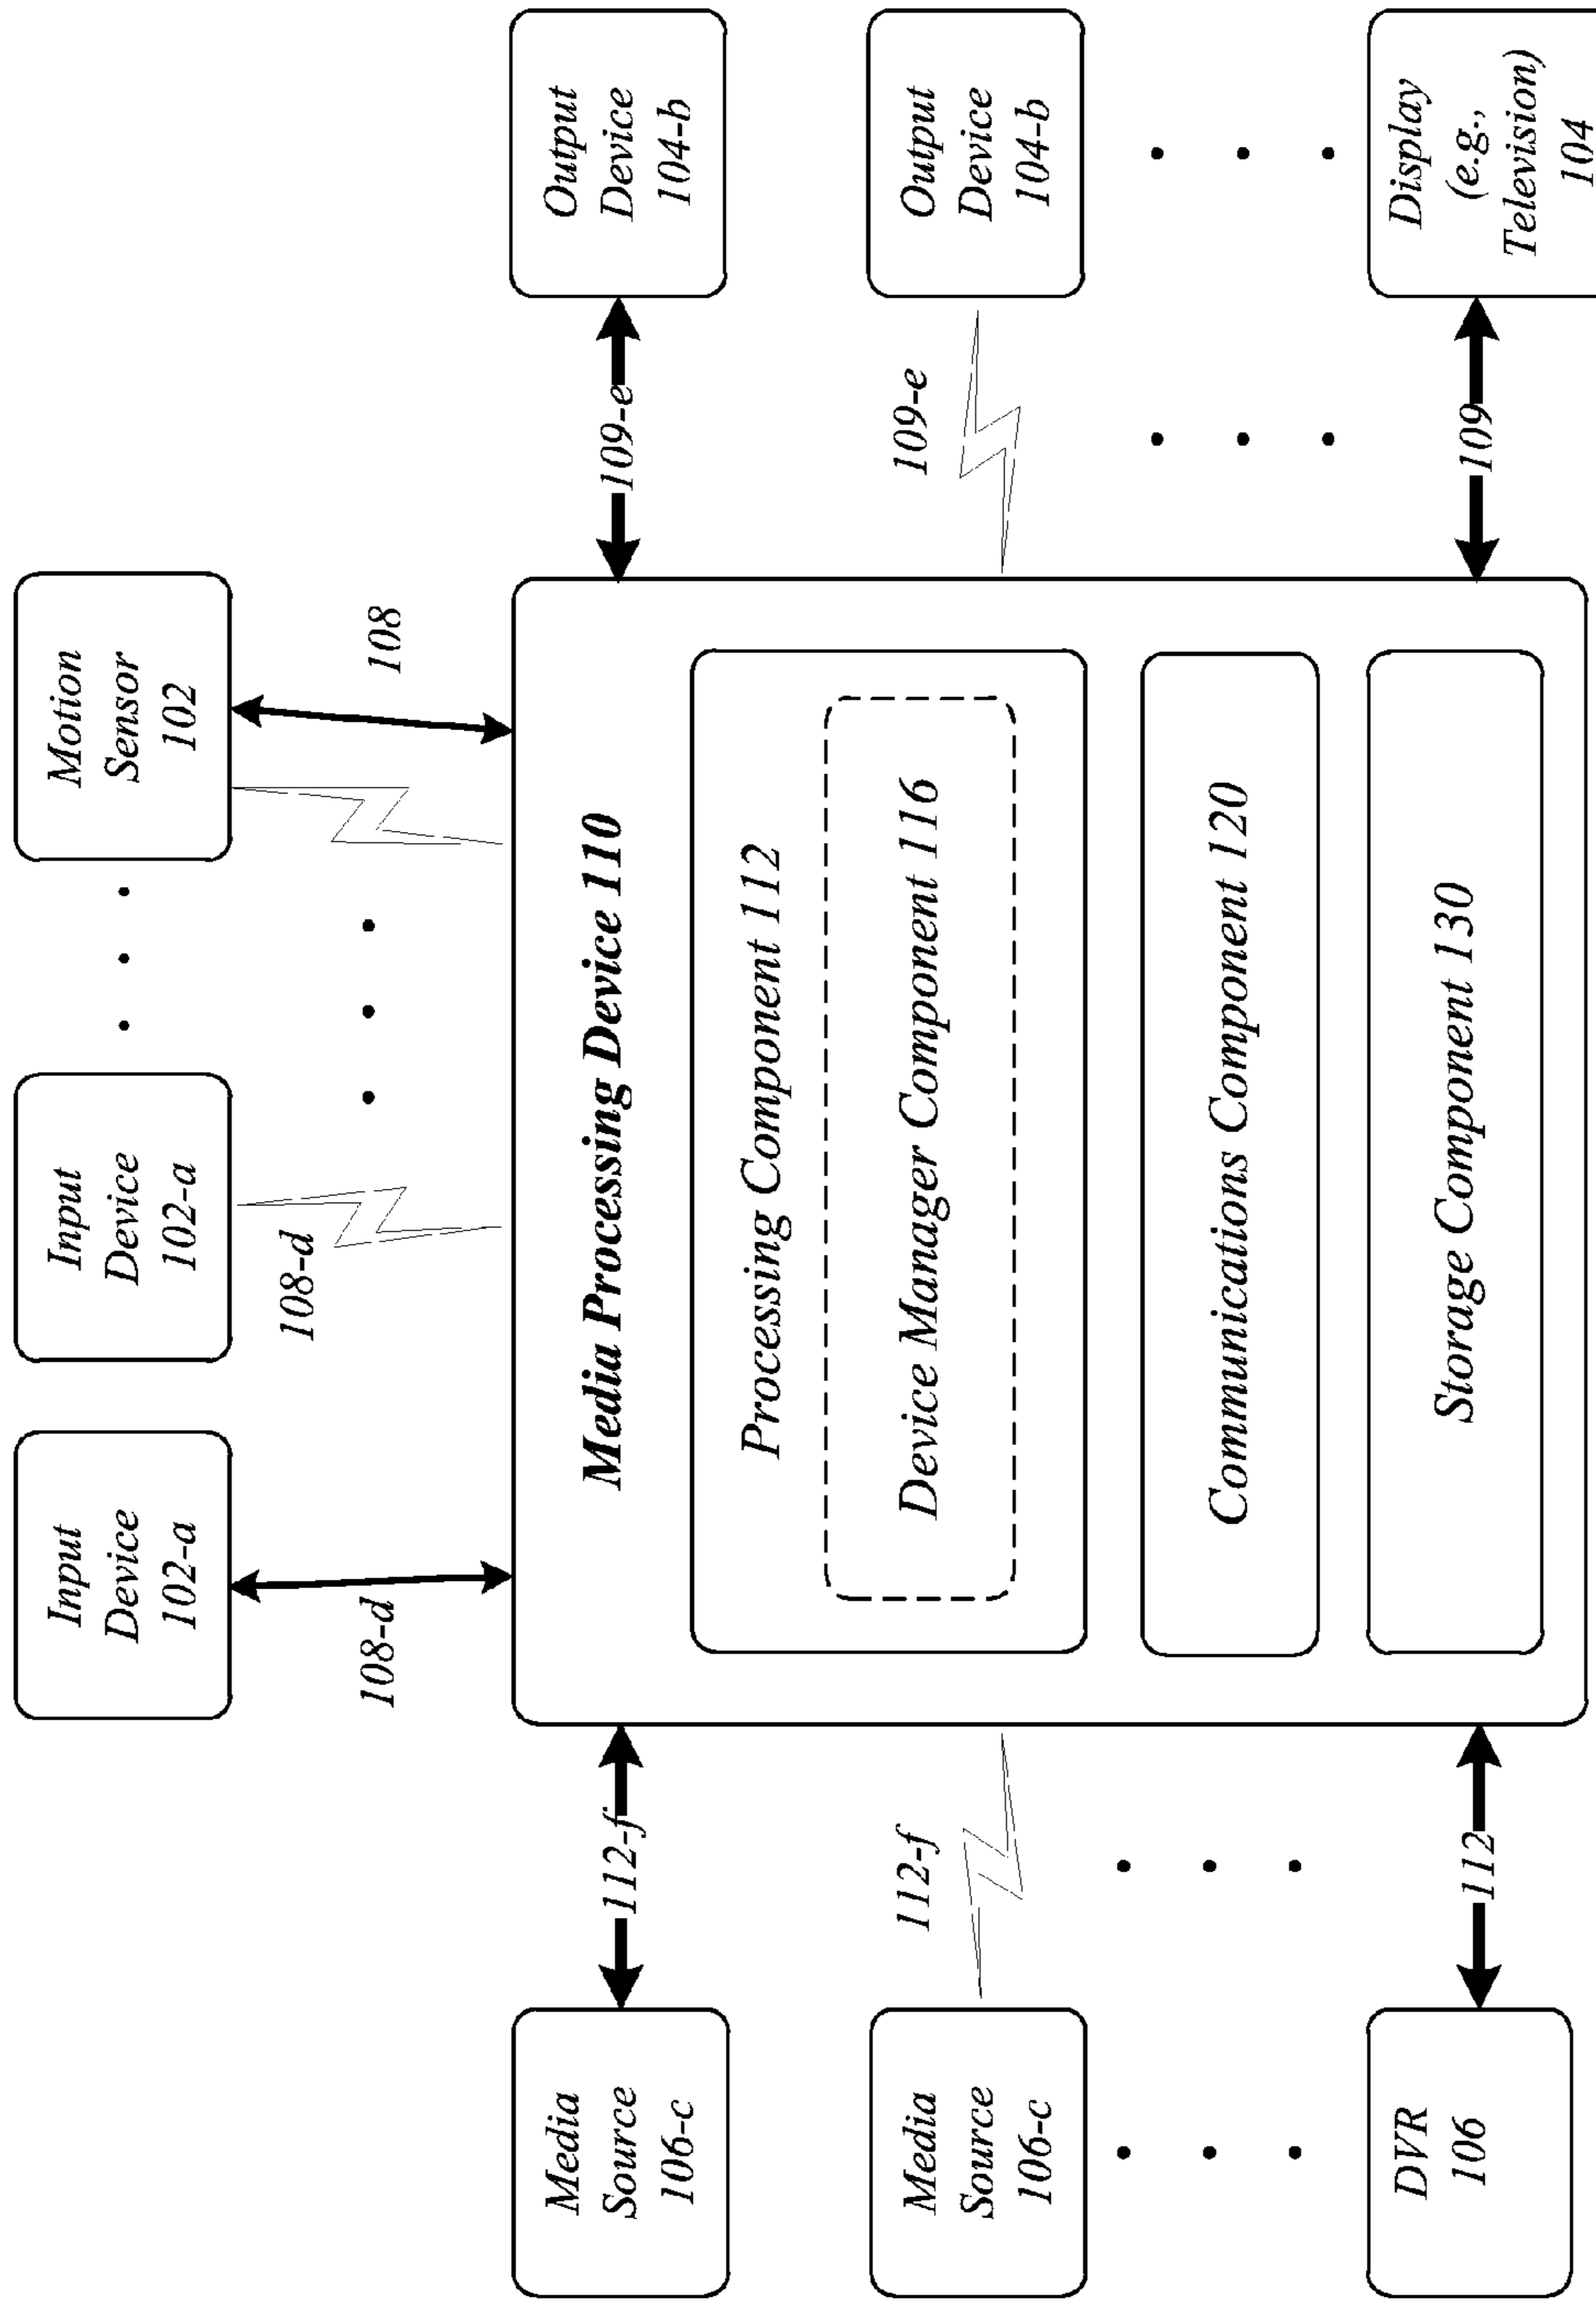 Input
Device
102-a
Input
Device
102-a
Motion
Sensor
102
108-d
108-d
108
Media
Source
106-c
112-f
Media Processing Device 110
109-e
Output
Device
104-b
Processing Component 112
Media
Source
106-c
112-f
Device Manager Component 116
109-e
Output
Device
104-b
Communications Component 120
DVR
106
112
Storage Component 130
109
Display
(e.g.,
Television)
104